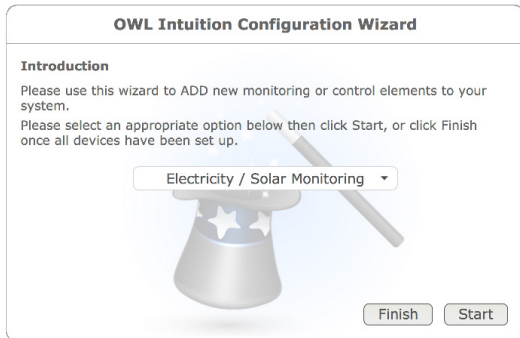 OWL Intuition Configuration Wizard
Introduction
Please use this wizard to ADD new monitoring or control elements to your
system.
Please select an appropriate option below then click Start, or click Finish
once all devices have been set up.
Electricity / Solar Monitoring
Finish Start